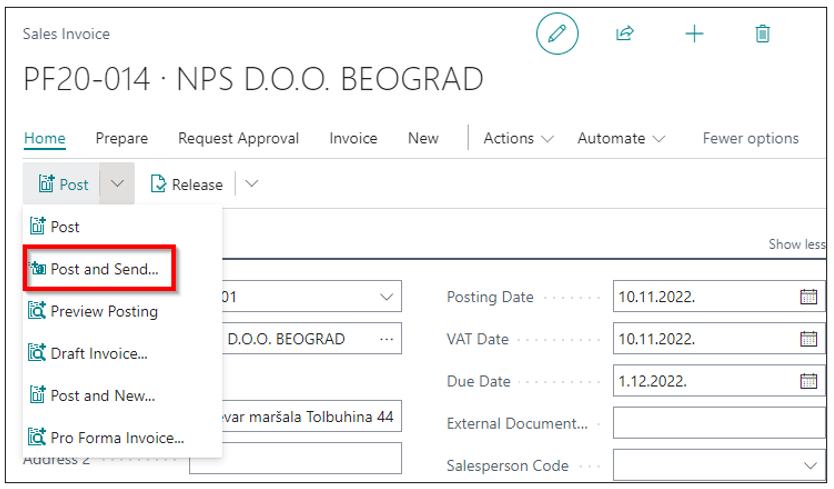 Sales Invoice
PF20-014 · NPS D.O.O. BEOGRAD
Home Prepare Request Approval Invoice New Actions Automate Fewer options
Post Release
Post
Show less
Post and Send...
01 Posting Date 10.11.2022.
Preview Posting
D.O.O. BEOGRAD ... VAT Date 10.11.2022.
Draft Invoice...
Due Date 1.12.2022.
Post and New...
maršala Tolbuhina 44 External Document...
Pro Forma Invoice...
Address 2 Salesperson Code